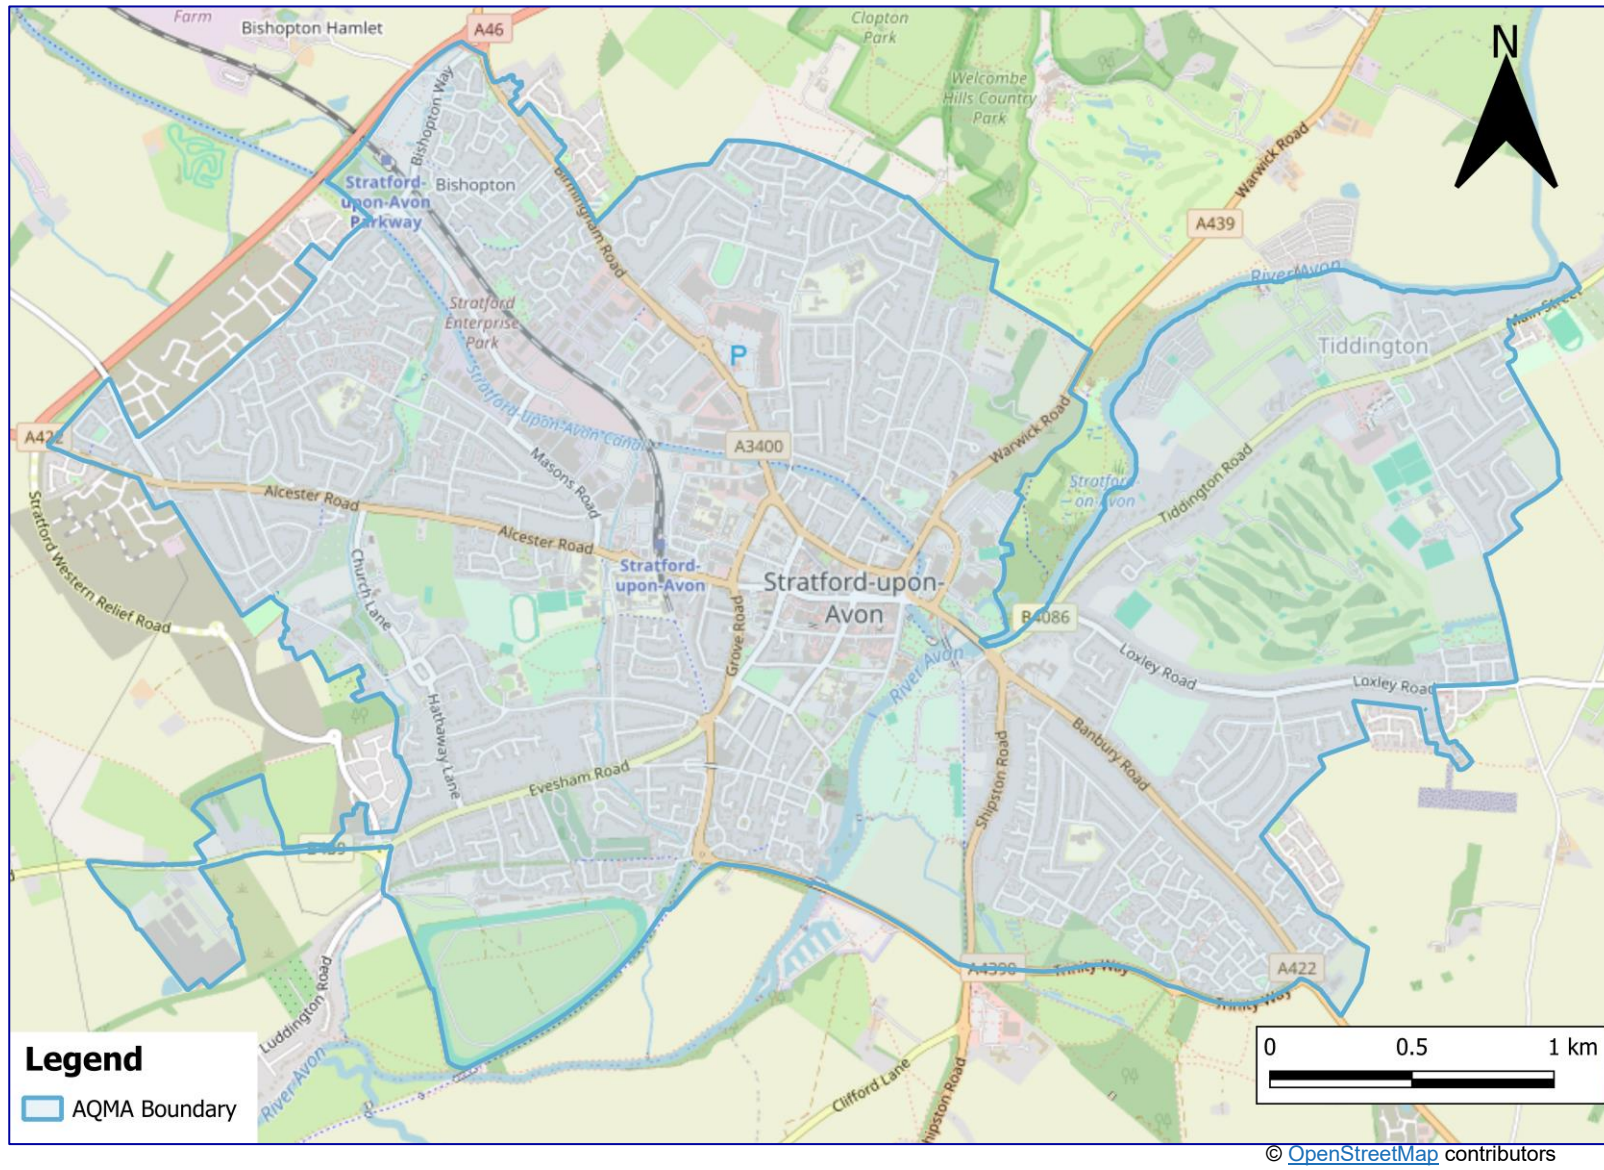 Farm
Bishopton Hamlet
A46
Clopton
Park
N
Bishopton Way
Welcombe
Hills Country
Park
Warwick Road
Stratford-
upon-Avon
Parkway
Bishopton
Birmingham Road
A439
River Avon
Main Street
Stratford
Enterprise
Park
P
Tiddington
Stratford-upon-Avon Canal
A422
A3400
Warwick Road
Masons Road
Stratford
-on-Avon
Tiddington Road
Alcester Road
Alcester Road
Stratford Western Relief Road
Church Lane
Stratford-
upon-Avon
Stratford-upon-
Avon
B4086
Grove Road
River Avon
Loxley Road
Loxley Road
Hathaway Lane
Banbury Road
Shipston Road
Evesham Road
B439
A4390
Trinity Way
A422
Trinity Way
Luddington Road
River Avon
Clifford Lane
Shipston Road
Legend
AQMA Boundary
0 0.5 1 km
© OpenStreetMap contributors